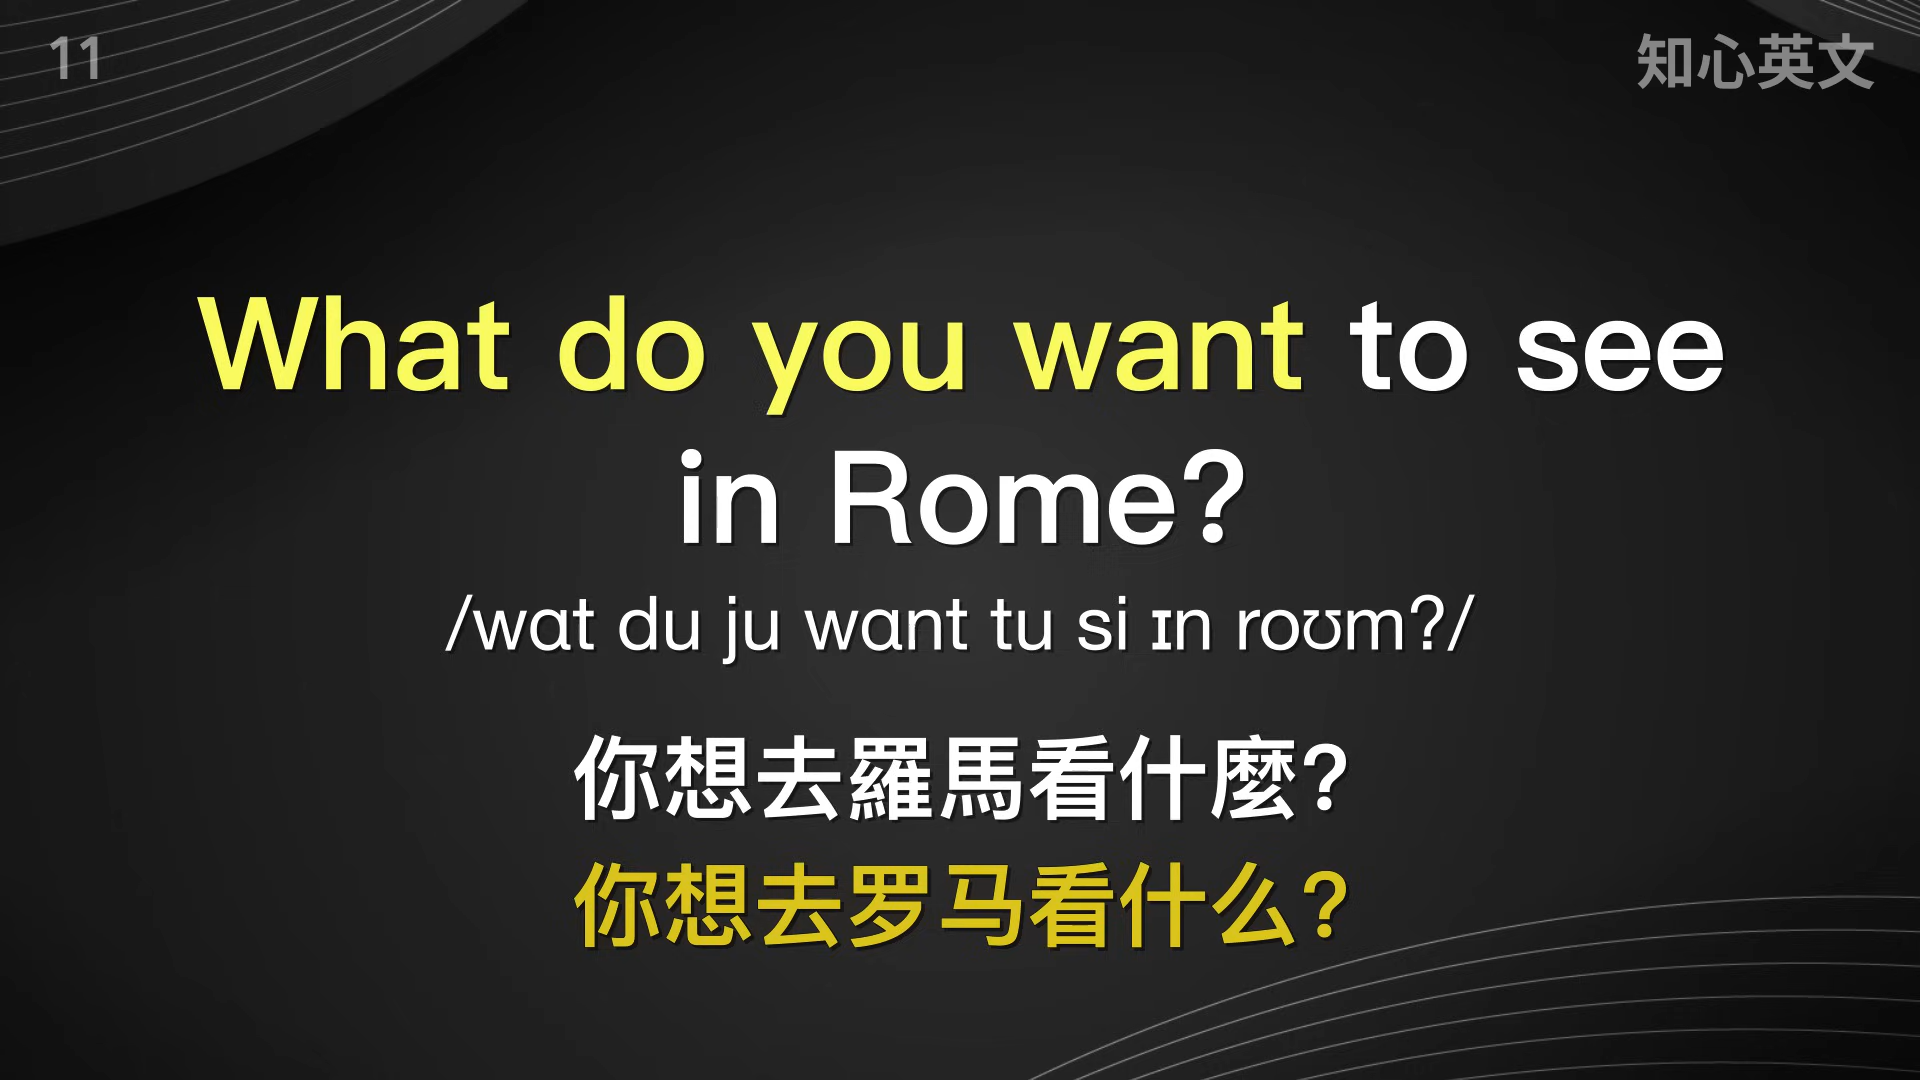 11
知心英文
What do you want to see
in Rome?
/wɑt du ju wɑnt tu si ɪn roʊm?/
你想去羅馬看什麼?
你想去罗马看什么?